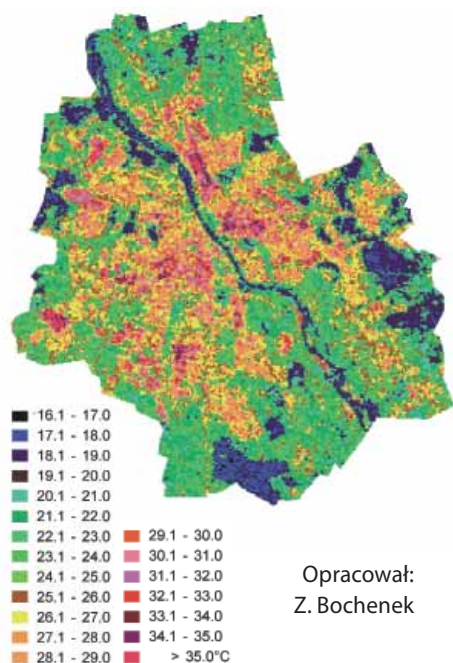 16.1 - 17.0
17.1 - 18.0
18.1 - 19.0
19.1 - 20.0
20.1 - 21.0
21.1 - 22.0
22.1 - 23.0
23.1 - 24.0
24.1 - 25.0
25.1 - 26.0
26.1 - 27,0
27.1 - 28.0
28.1 - 29.0
29.1 - 30.0
30.1 - 31.0
31.1 - 32.0
32.1 - 33.0
33.1 - 34.0
34.1 - 35.0
> 35.0°C
Opracował:
Z. Bochenek